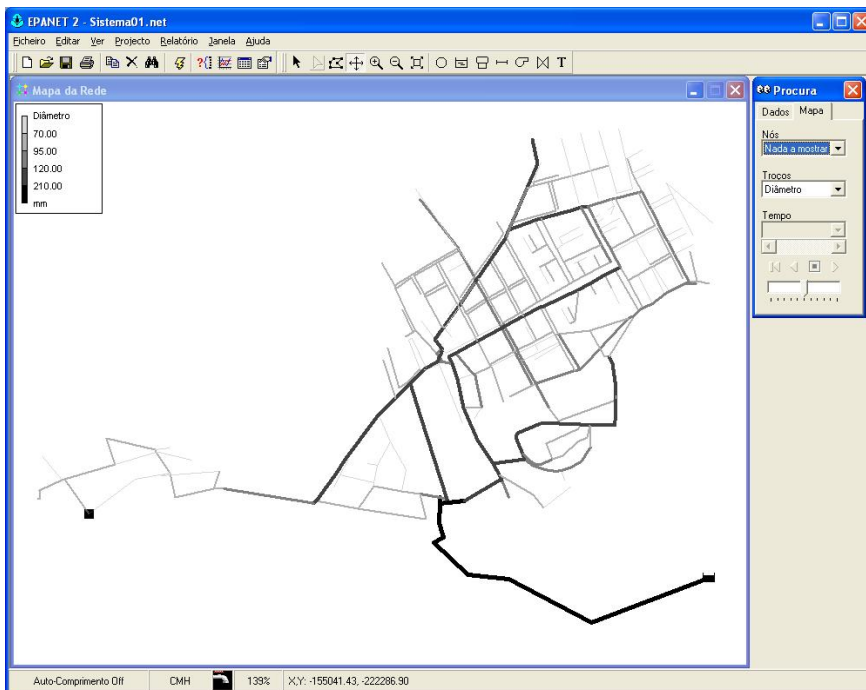 EPANET 2 - Sistema01.net
Ficheiro Editar Ver Projecto Relatório Janela Ajuda
T
Mapa da Rede
Diâmetro
70.00
95.00
120.00
210.00
mm
Procura
Dados Mapa
Nós
Nada a mostrar
Troços
Diâmetro
Tempo
Auto-Comprimento Off CMH 139% X,Y: -155041.43, -222286.90